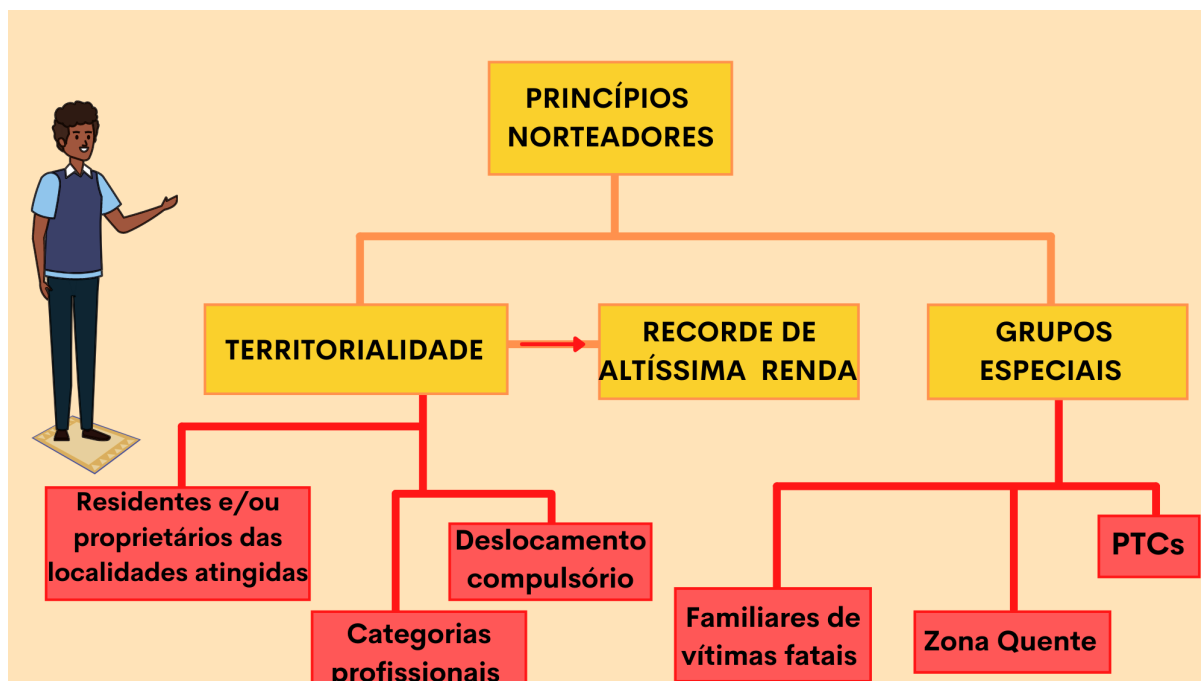 PRINCÍPIOS
NORTEADORES
TERRITORIALIDADE
RECORDE DE
ALTÍSSIMA RENDA
GRUPOS
ESPECIAIS
Residentes e/ou
proprietários das
localidades atingidas
Categorias
profissionais
Deslocamento
compulsório
Familiares de
vítimas fatais
Zona Quente
PTCs